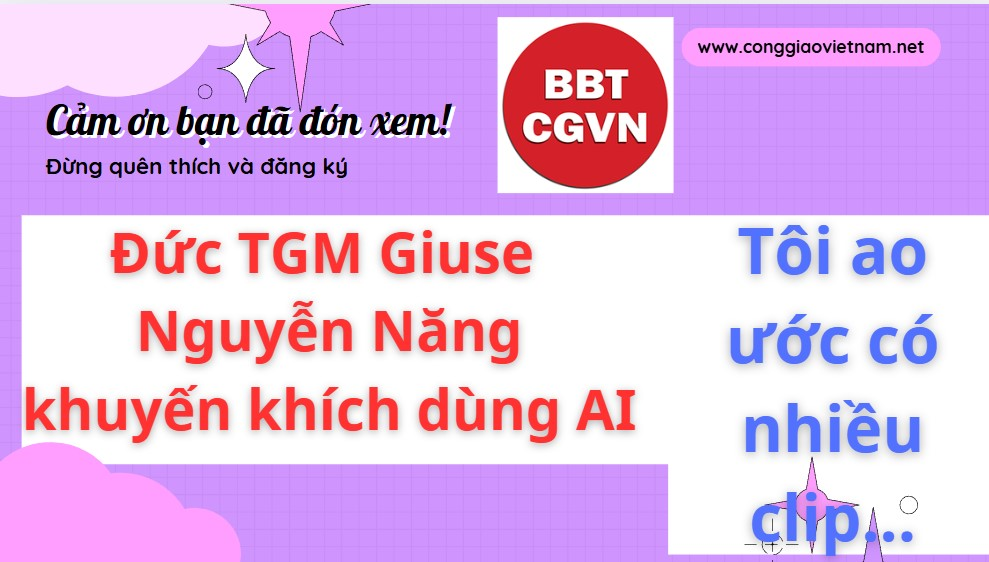 www.conggiaovietnam.net
BBT
CGVN
Cảm ơn bạn đã đón xem!
Đừng quên thích và đăng ký
Đức TGM Giuse
Nguyễn Năng
khuyến khích dùng AI
Tôi ao
ước có
nhiều
clip...